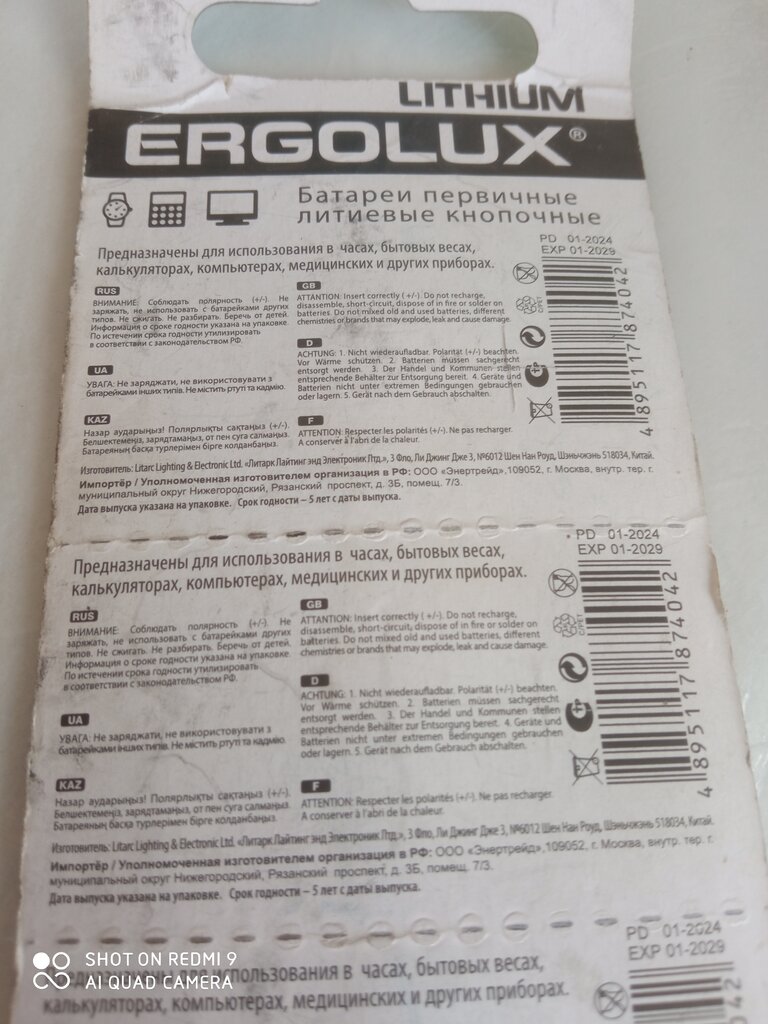 LITHIUM
ERGOLUX®
Батареи первичные
литиевые кнопочные
Предназначены для использования в часах, бытовых весах,
калькуляторах, компьютерах, медицинских и других приборах.
PD 01-2024
EXP 01-2029
RUS
ВНИМАНИЕ: Соблюдать полярность (+/-). Не
заряжать, не использовать с батарейками других
типов. Не сжигать. Не разбирать. Беречь от детей.
Информация о сроке годности указана на упаковке.
По истечении срока годности утилизировать
в соответствии с законодательством РФ.
UA
УВАГА: Не заряджати, не використовувати з
батарейками інших типів. Не містить ртуті та кадмію.
KAZ
Назар аударыңыз! Полярлықты сақтаңыз (+/-).
Бөлшектемеңіз, зарядтамаңыз, от пен суға салмаңыз.
Батареяның басқа түрлерімен бірге қолданбаңыз.
GB
ATTANTION: Insert correctly ( +/-). Do not recharge,
disassemble, short-circuit, dispose of in fire or solder on
batteries. Do not mixed old and used batteries, different
chemistries or brands that may explode, leak and cause damage.
D
ACHTUNG: 1. Nicht wiederaufladbar. Polarität (+/-) beachten.
Vor Wärme schützen. 2. Batterien müssen sachgerecht
entsorgt werden. 3. Der Handel und Kommunen stellen
entsprechende Behälter zur Entsorgung bereit. 4. Geräte und
Batterien nicht unter extremen Bedingungen gebrauchen
oder lagern. 5. Gerät nach dem Gebrauch abschalten.
F
ATTENTION: Respecter les polarités (+/-). Ne pas recharger.
A conserver à l'abri de la chaleur.
4 895117 874042
Изготовитель: Litarc Lighting & Electronic Ltd. «Литарк Лайтинг энд Электроник Лтд.», 3 Фло, Ли Джинг Дже 3, №6012 Шен Нан Роуд, Шэньчжэнь 518034, Китай.
Импортёр / Уполномоченная изготовителем организация в РФ: ООО «Энертрейд»,109052, г. Москва, внутр. тер. г.
муниципальный округ Нижегородский, Рязанский проспект, д. 3Б, помещ. 7/3.
Дата выпуска указана на упаковке. Срок годности – 5 лет с даты выпуска.
PD 01-2024
EXP 01-2029
Предназначены для использования в часах, бытовых весах,
калькуляторах, компьютерах, медицинских и других приборах.
RUS
ВНИМАНИЕ: Соблюдать полярность (+/-). Не
заряжать, не использовать с батарейками других
типов. Не сжигать. Не разбирать. Беречь от детей.
Информация о сроке годности указана на упаковке.
По истечении срока годности утилизировать
в соответствии с законодательством РФ.
UA
УВАГА: Не заряджати, не використовувати з
батарейками інших типів. Не містить ртуті та кадмію.
KAZ
Назар аударыңыз! Полярлықты сақтаңыз (+/-).
Бөлшектемеңіз, зарядтамаңыз, от пен суға салмаңыз.
Батареяның басқа түрлерімен бірге қолданбаңыз.
GB
ATTANTION: Insert correctly ( +/-). Do not recharge,
disassemble, short-circuit, dispose of in fire or solder on
batteries. Do not mixed old and used batteries, different
chemistries or brands that may explode, leak and cause damage.
D
ACHTUNG: 1. Nicht wiederaufladbar. Polarität (+/-) beachten.
Vor Wärme schützen. 2. Batterien müssen sachgerecht
entsorgt werden. 3. Der Handel und Kommunen stellen
entsprechende Behälter zur Entsorgung bereit. 4. Geräte und
Batterien nicht unter extremen Bedingungen gebrauchen
oder lagern. 5. Gerät nach dem Gebrauch abschalten.
F
ATTENTION: Respecter les polarités (+/-). Ne pas recharger.
A conserver à l'abri de la chaleur.
4 895117 874042
Изготовитель: Litarc Lighting & Electronic Ltd. «Литарк Лайтинг энд Электроник Лтд.», 3 Фло, Ли Джинг Дже 3, №6012 Шен Нан Роуд, Шэньчжэнь 518034, Китай.
Импортёр / Уполномоченная изготовителем организация в РФ: ООО «Энертрейд»,109052, г. Москва, внутр. тер. г.
муниципальный округ Нижегородский, Рязанский проспект, д. 3Б, помещ. 7/3.
Дата выпуска указана на упаковке. Срок годности – 5 лет с даты выпуска.
PD 01-2024
EXP 01-2029
Предназначены для использования в часах, бытовых весах,
калькуляторах, компьютерах, медицинских и других приборах.
042
SHOT ON REDMI 9
AI QUAD CAMERA